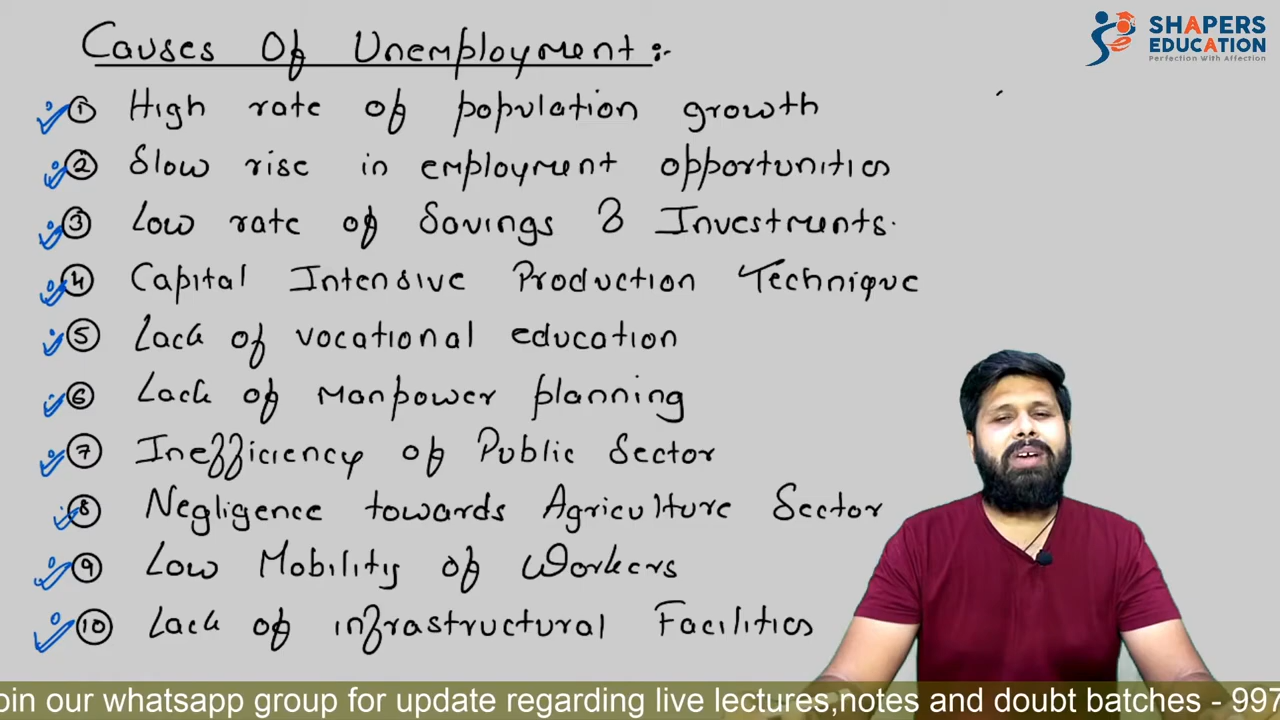 Causes Of Unemployment:-
① High rate of population growth
② Slow rise in employment opportunities
③ Low rate of Savings & Investments.
④ Capital Intensive Production Technique
⑤ Lack of vocational education
⑥ Lack of Manpower planning
⑦ Inefficiency of Public Sector
⑧ Negligence towards Agriculture Sector
⑨ Low Mobility of Workers
⑩ Lack of infrastructural Facilities
SHAPERS
EDUCATION
Perfection With Affection
oin our whatsapp group for update regarding live lectures,notes and doubt batches - 997